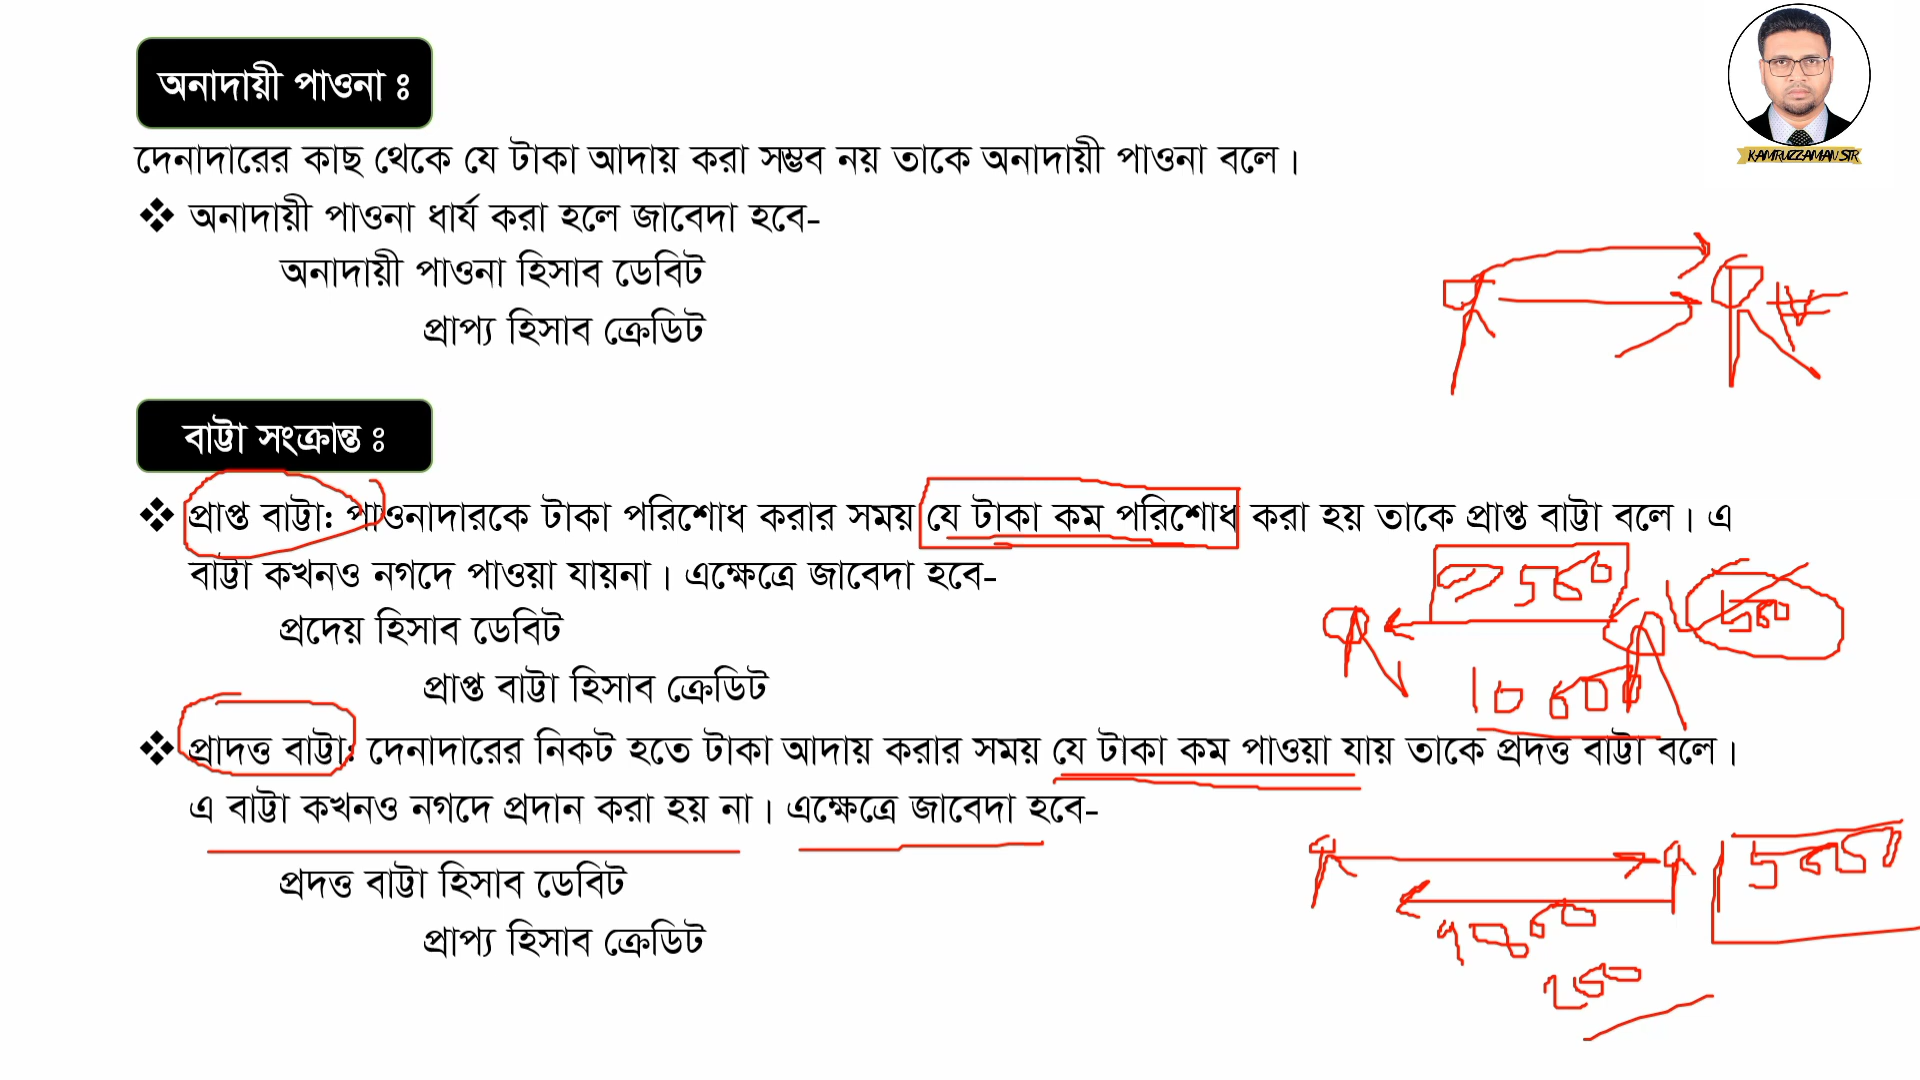 অনাদায়ী পাওনা ঃ
KAMRUZZAMAN SIR
দেনাদারের কাছ থেকে যে টাকা আদায় করা সম্ভব নয় তাকে অনাদায়ী পাওনা বলে।
❖ অনাদায়ী পাওনা ধার্য করা হলে জাবেদা হবে-
অনাদায়ী পাওনা হিসাব ডেবিট
প্রাপ্য হিসাব ক্রেডিট
বাট্টা সংক্রান্ত ঃ
❖ প্রাপ্ত বাট্টা: পাওনাদারকে টাকা পরিশোধ করার সময় যে টাকা কম পরিশোধ করা হয় তাকে প্রাপ্ত বাট্টা বলে। এ
বাট্টা কখনও নগদে পাওয়া যায়না। এক্ষেত্রে জাবেদা হবে-
প্রদেয় হিসাব ডেবিট
প্রাপ্ত বাট্টা হিসাব ক্রেডিট
❖ প্রাদত্ত বাট্টা: দেনাদারের নিকট হতে টাকা আদায় করার সময় যে টাকা কম পাওয়া যায় তাকে প্রদত্ত বাট্টা বলে।
এ বাট্টা কখনও নগদে প্রদান করা হয় না। এক্ষেত্রে জাবেদা হবে-
প্রদত্ত বাট্টা হিসাব ডেবিট
প্রাপ্য হিসাব ক্রেডিট